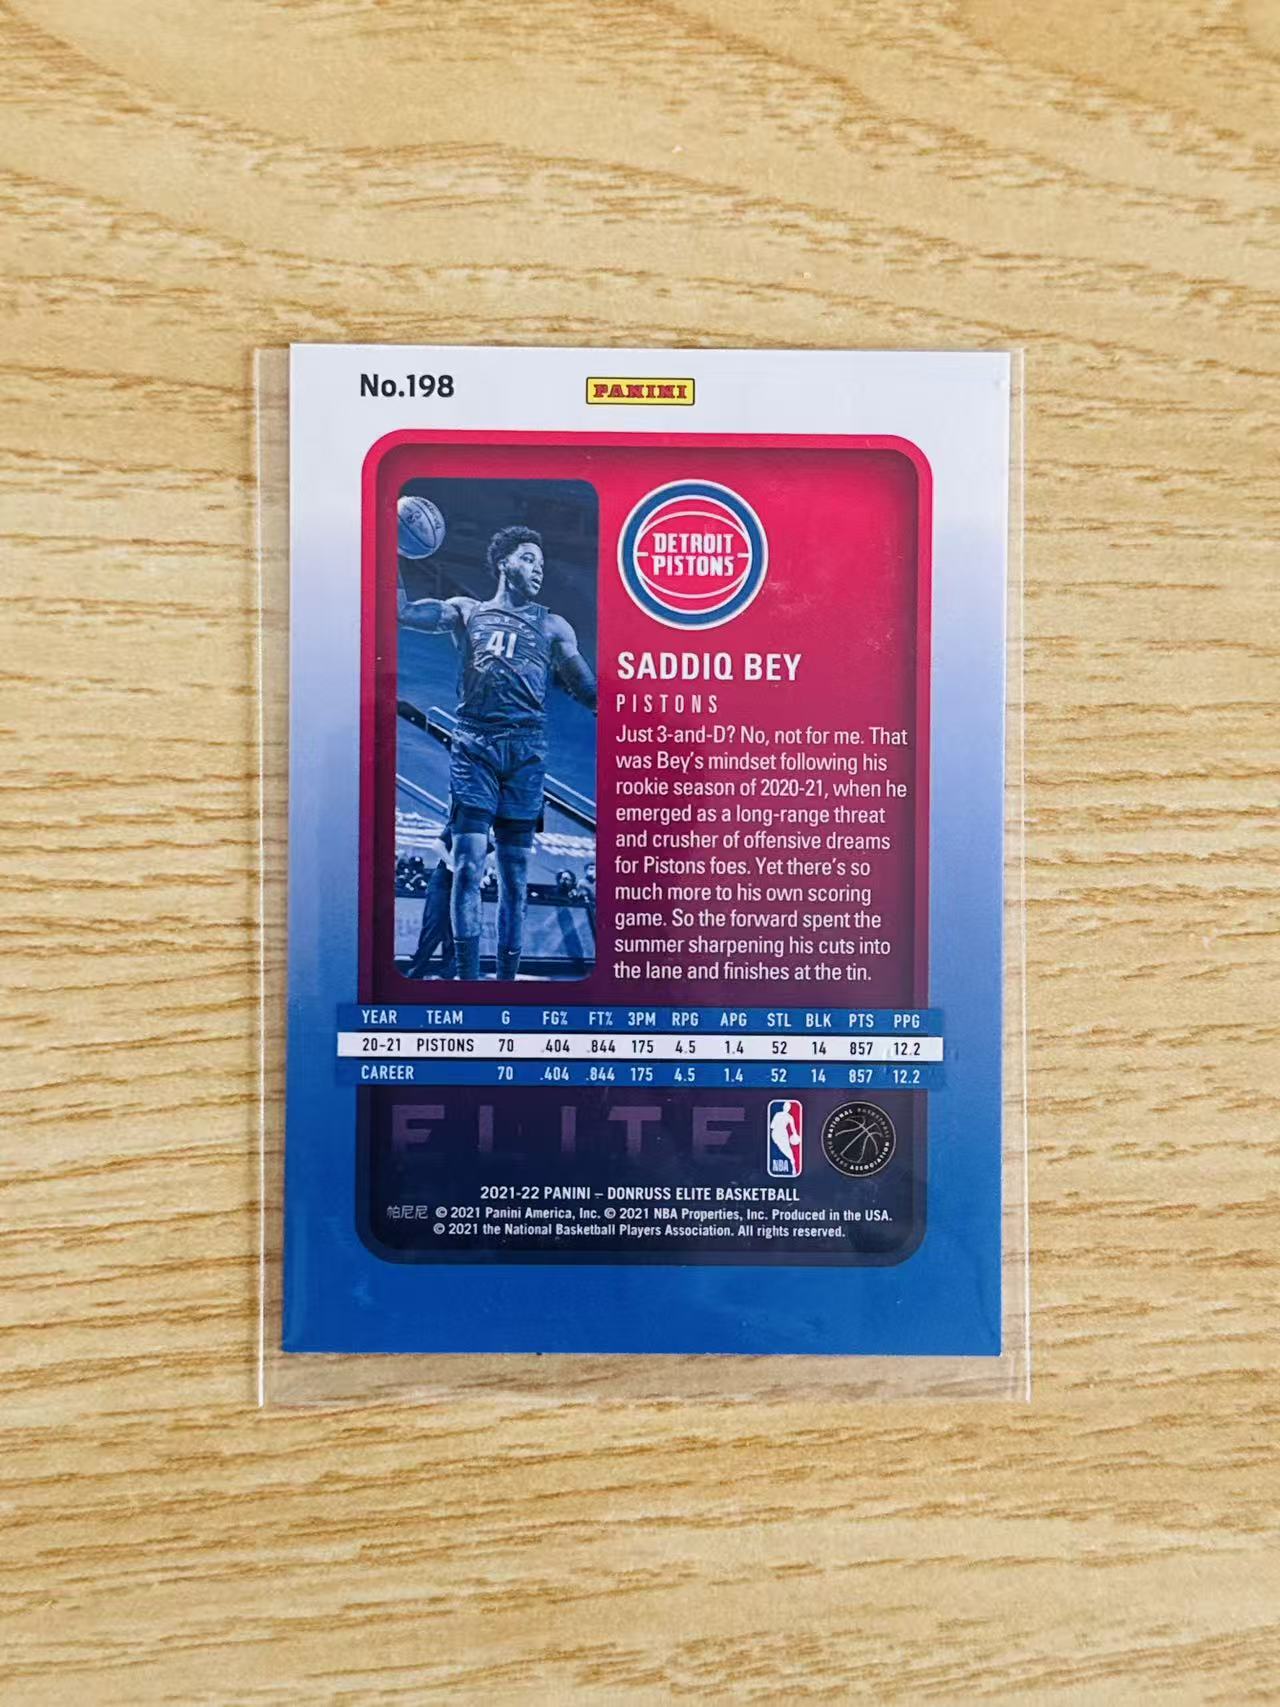 No.198
PANINI
DETROIT
PISTONS
41
SADDIQ BEY
PISTONS
Just 3-and-D? No, not for me. That
was Bey's mindset following his
rookie season of 2020-21, when he
emerged as a long-range threat
and crusher of offensive dreams
for Pistons foes. Yet there's so
much more to his own scoring
game. So the forward spent the
summer sharpening his cuts into
the lane and finishes at the tin.
YEAR TEAM G FG% FT% 3PM RPG APG STL BLK PTS PPG
20-21 PISTONS 70 .404 .844 175 4.5 1.4 52 14 857 12.2
CAREER 70 .404 .844 175 4.5 1.4 52 14 857 12.2
ELITE
NBA
NATIONAL BASKETBALL
PLAYERS ASSOCIATION
2021-22 PANINI – DONRUSS ELITE BASKETBALL
帕尼尼 © 2021 Panini America, Inc. © 2021 NBA Properties, Inc. Produced in the USA.
© 2021 the National Basketball Players Association. All rights reserved.